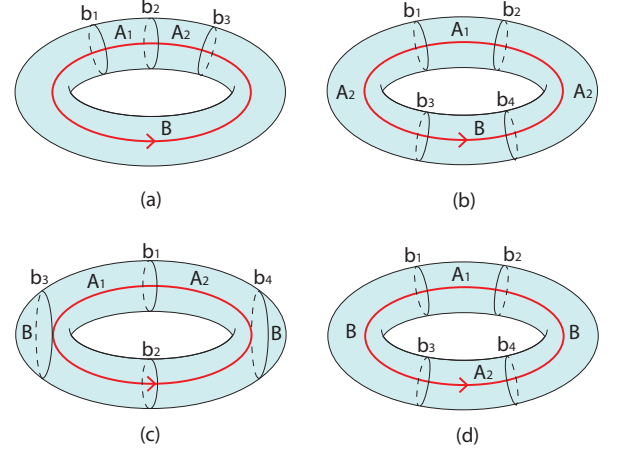 b₁ b₂ b₃
A₁ A₂
B
(a)
b₁ b₂
A₁
A₂ A₂
b₃ B b₄
(b)
b₃ b₁ b₄
A₁ A₂
B B
b₂
(c)
b₁ b₂
A₁
B B
b₃ b₄
A₂
(d)